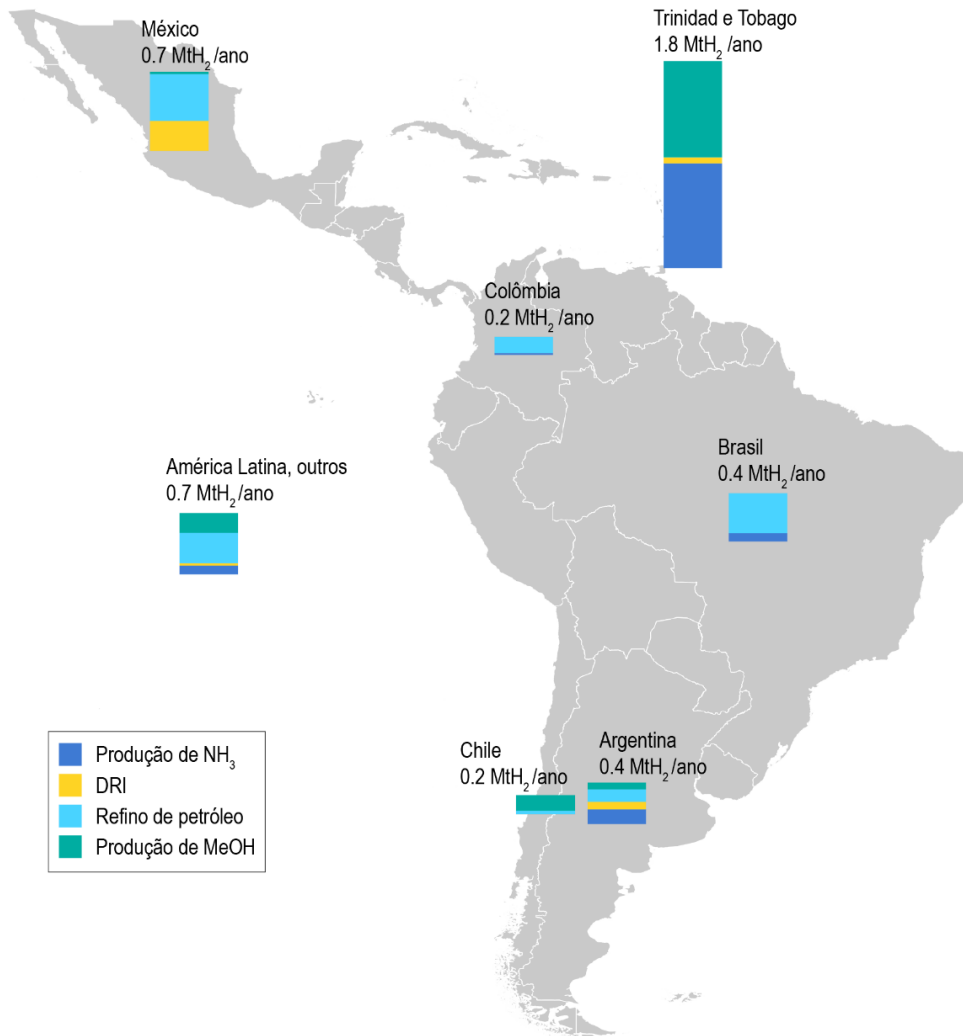 México
0.7 MtH₂/ano
Trinidad e Tobago
1.8 MtH₂/ano
Colômbia
0.2 MtH₂/ano
Brasil
0.4 MtH₂/ano
América Latina, outros
0.7 MtH₂/ano
Chile
0.2 MtH₂/ano
Argentina
0.4 MtH₂/ano
Produção de NH₃
DRI
Refino de petróleo
Produção de MeOH